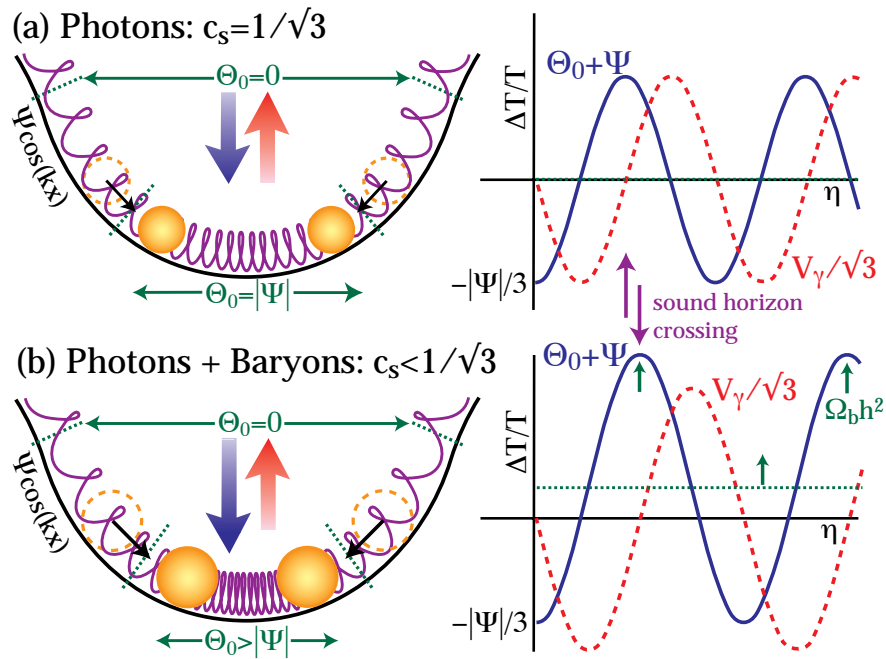 (a) Photons: cₛ=1/√3
Θ₀=0
Ψcos(kx)
Θ₀=|Ψ|
Θ₀+Ψ
ΔT/T
η
−|Ψ|/3
Vᵧ/√3
sound horizon
crossing
(b) Photons + Baryons: cₛ<1/√3
Θ₀=0
Ψcos(kx)
Θ₀>|Ψ|
Θ₀+Ψ
Vᵧ/√3
Ω_bh²
ΔT/T
η
−|Ψ|/3